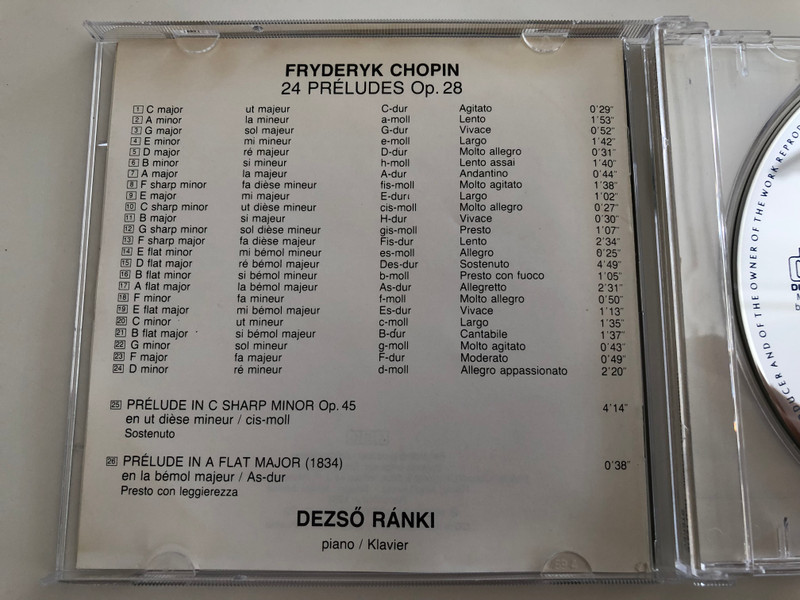 FRYDERYK CHOPIN
24 PRÉLUDES Op. 28
1 C major ut majeur C-dur Agitato 0'29"
2 A minor la mineur a-moll Lento 1'53"
3 G major sol majeur G-dur Vivace 0'52"
4 E minor mi mineur e-moll Largo 1'42"
5 D major ré majeur D-dur Molto allegro 0'31"
6 B minor si mineur h-moll Lento assai 1'40"
7 A major la majeur A-dur Andantino 0'44"
8 F sharp minor fa dièse mineur fis-moll Molto agitato 1'38"
9 E major mi majeur E-dur Largo 1'02"
10 C sharp minor ut dièse mineur cis-moll Molto allegro 0'27"
11 B major si majeur H-dur Vivace 0'30"
12 G sharp minor sol dièse mineur gis-moll Presto 1'07"
13 F sharp major fa dièse majeur Fis-dur Lento 2'34"
14 E flat minor mi bémol mineur es-moll Allegro 0'25"
15 D flat major ré bémol majeur Des-dur Sostenuto 4'49"
16 B flat minor si bémol mineur b-moll Presto con fuoco 1'05"
17 A flat major la bémol majeur As-dur Allegretto 2'31"
18 F minor fa mineur f-moll Molto allegro 0'50"
19 E flat major mi bémol majeur Es-dur Vivace 1'13"
20 C minor ut mineur c-moll Largo 1'35"
21 B flat major si bémol majeur B-dur Cantabile 1'37"
22 G minor sol mineur g-moll Molto agitato 0'43"
23 F major fa majeur F-dur Moderato 0'49"
24 D minor ré mineur d-moll Allegro appassionato 2'20"
25 PRÉLUDE IN C SHARP MINOR Op. 45 4'14"
en ut dièse mineur / cis-moll
Sostenuto
26 PRÉLUDE IN A FLAT MAJOR (1834) 0'38"
en la bémol majeur / As-dur
Presto con leggierezza
DEZSŐ RÁNKI
piano / Klavier
AND OF THE OWNER OF THE WORK